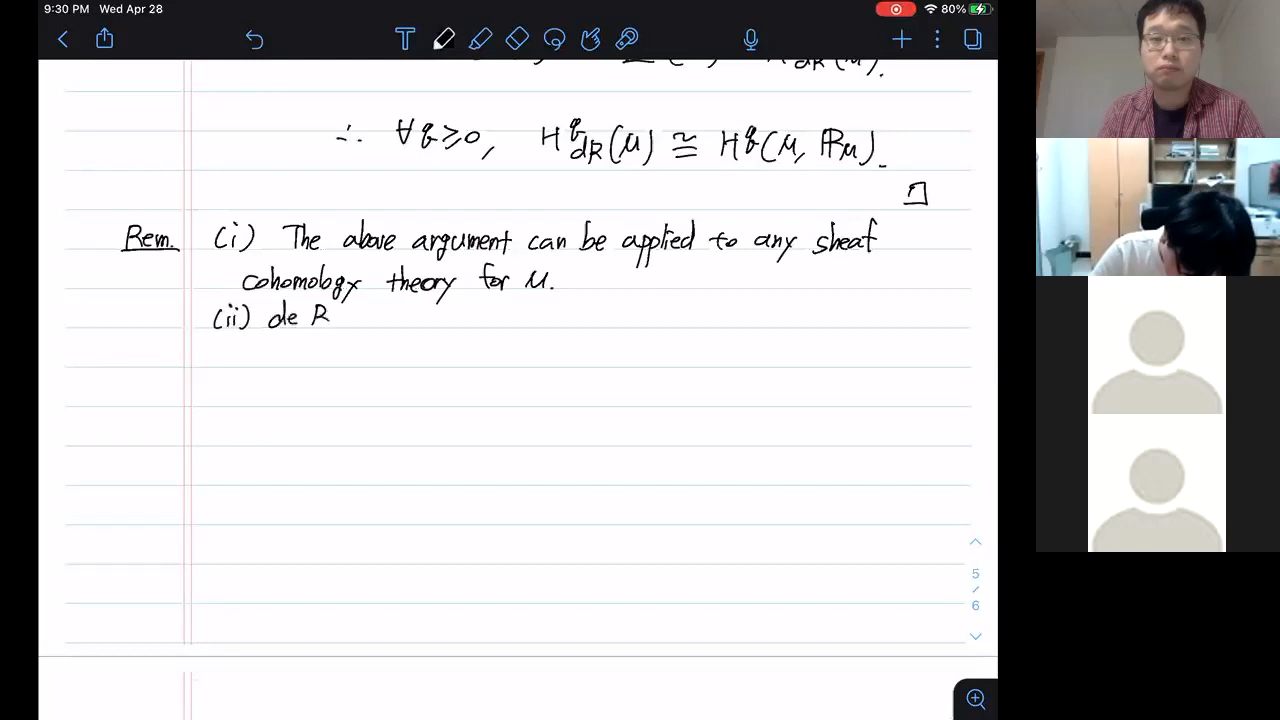 9:30 PM Wed Apr 28
80%
∴ ∀q≥0, H^q_dR(M) ≅ H^q(M, ℝ_M).
Rem. (i) The above argument can be applied to any sheaf
cohomology theory for M.
(ii) de R
5
/
6